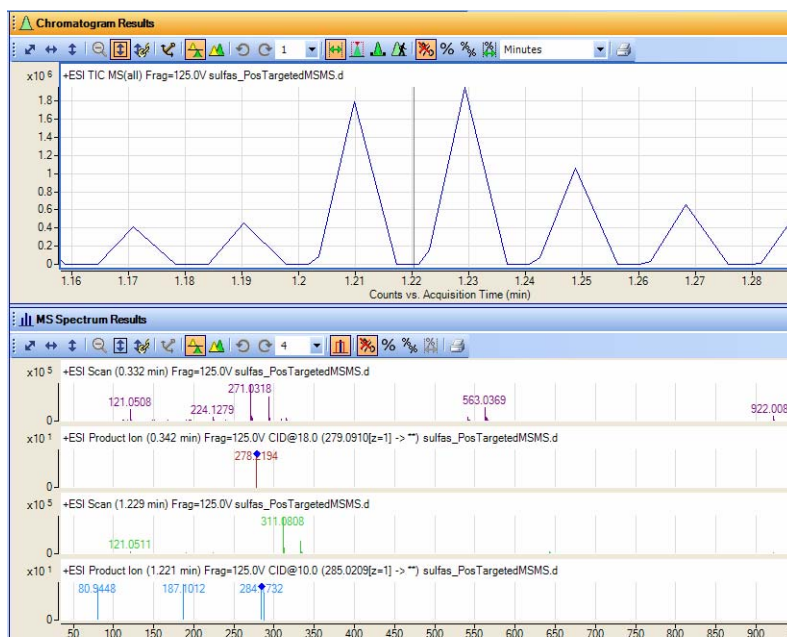 Chromatogram Results
1 Minutes
x10 6 +ESI TIC MS(all) Frag=125.0V sulfas_PosTargetedMSMS.d
1.8
1.6
1.4
1.2
1
0.8
0.6
0.4
0.2
0
1.16 1.17 1.18 1.19 1.2 1.21 1.22 1.23 1.24 1.25 1.26 1.27 1.28
Counts vs. Acquisition Time (min)
MS Spectrum Results
4
x10 5 +ESI Scan (0.332 min) Frag=125.0V sulfas_PosTargetedMSMS.d
121.0508 224.1279 271.0318 563.0369 922.008
0
x10 1 +ESI Product Ion (0.342 min) Frag=125.0V CID@18.0 (279.0910[z=1] -> **) sulfas_PosTargetedMSMS.d
0
x10 5 +ESI Scan (1.229 min) Frag=125.0V sulfas_PosTargetedMSMS.d
121.0511 311.0808
0
x10 1 +ESI Product Ion (1.221 min) Frag=125.0V CID@10.0 (285.0209[z=1] -> **) sulfas_PosTargetedMSMS.d
80.9448 187.1012
0
50 100 150 200 250 300 350 400 450 500 550 600 650 700 750 800 850 900